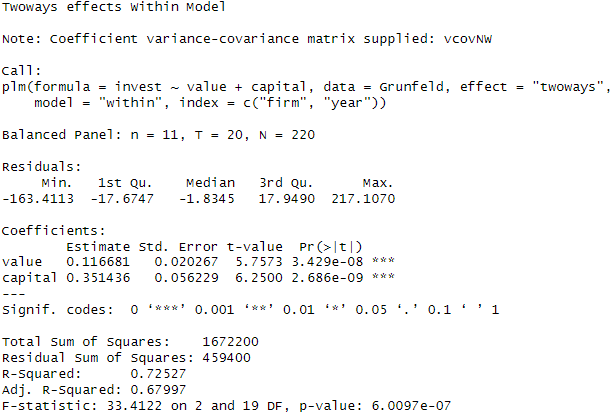 Twoways effects Within Model
Note: Coefficient variance-covariance matrix supplied: vcovNW
Call:
plm(formula = invest ~ value + capital, data = Grunfeld, effect = "twoways",
    model = "within", index = c("firm", "year"))
Balanced Panel: n = 11, T = 20, N = 220
Residuals:
     Min.   1st Qu.    Median   3rd Qu.      Max.
-163.4113  -17.6747   -1.8345   17.9490  217.1070
Coefficients:
        Estimate Std. Error t-value  Pr(>|t|)
value   0.116681   0.020267  5.7573 3.429e-08 ***
capital 0.351436   0.056229  6.2500 2.686e-09 ***
---
Signif. codes:  0 ‘***’ 0.001 ‘**’ 0.01 ‘*’ 0.05 ‘.’ 0.1 ‘ ’ 1
Total Sum of Squares:    1672200
Residual Sum of Squares: 459400
R-Squared:      0.72527
Adj. R-Squared: 0.67997
F-statistic: 33.4122 on 2 and 19 DF, p-value: 6.0097e-07